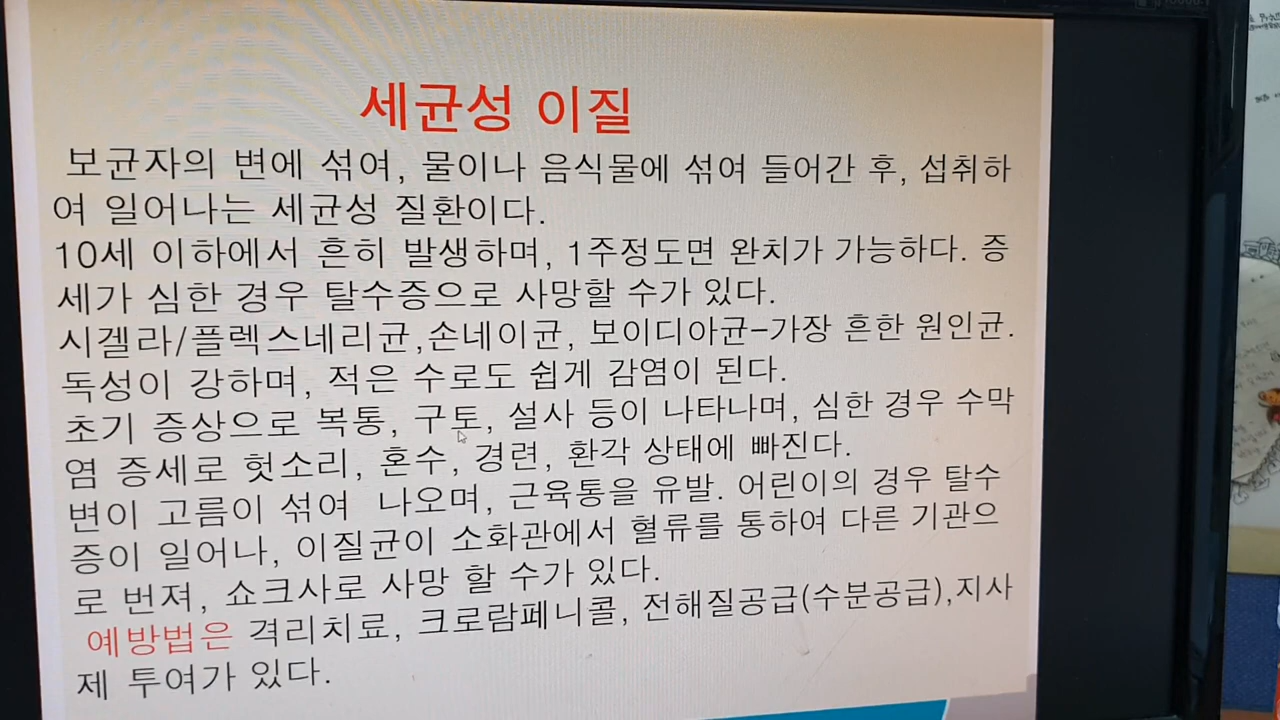 세균성 이질
보균자의 변에 섞여, 물이나 음식물에 섞여 들어간 후, 섭취하
여 일어나는 세균성 질환이다.
10세 이하에서 흔히 발생하며, 1주정도면 완치가 가능하다. 증
세가 심한 경우 탈수증으로 사망할 수가 있다.
시겔라/플렉스네리균,손네이균, 보이디아균-가장 흔한 원인균.
독성이 강하며, 적은 수로도 쉽게 감염이 된다.
초기 증상으로 복통, 구토, 설사 등이 나타나며, 심한 경우 수막
염 증세로 헛소리, 혼수, 경련, 환각 상태에 빠진다.
변이 고름이 섞여 나오며, 근육통을 유발. 어린이의 경우 탈수
증이 일어나, 이질균이 소화관에서 혈류를 통하여 다른 기관으
로 번져, 쇼크사로 사망 할 수가 있다.
예방법은 격리치료, 크로람페니콜, 전해질공급(수분공급),지사
제 투여가 있다.